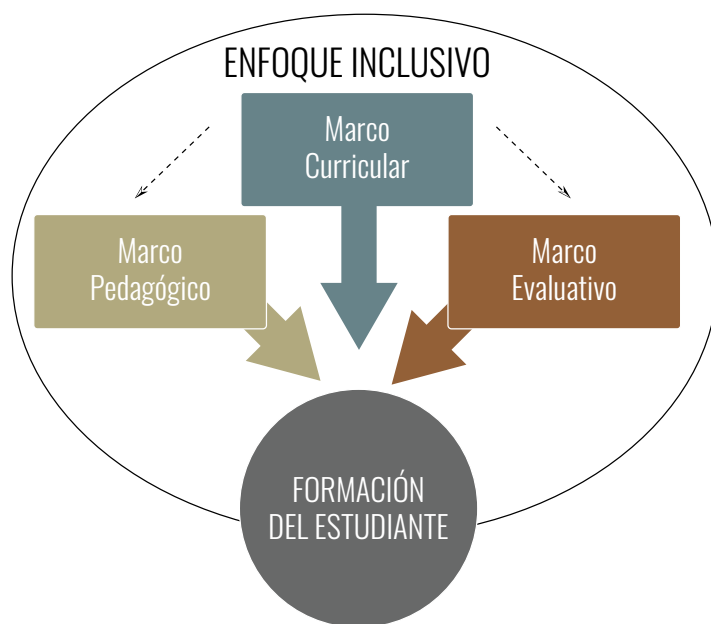 ENFOQUE INCLUSIVO
Marco
Curricular
Marco
Pedagógico
Marco
Evaluativo
FORMACIÓN
DEL ESTUDIANTE